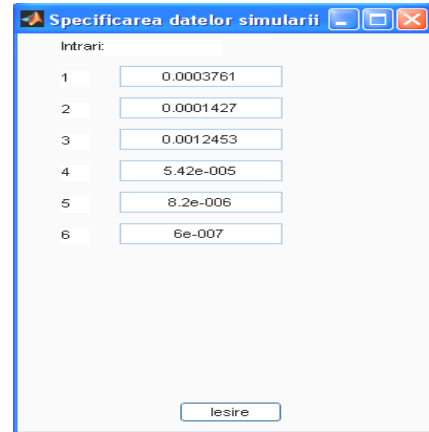 Specificarea datelor simularii
Intrari:
1 0.0003761
2 0.0001427
3 0.0012453
4 5.42e-005
5 8.2e-006
6 6e-007
Iesire